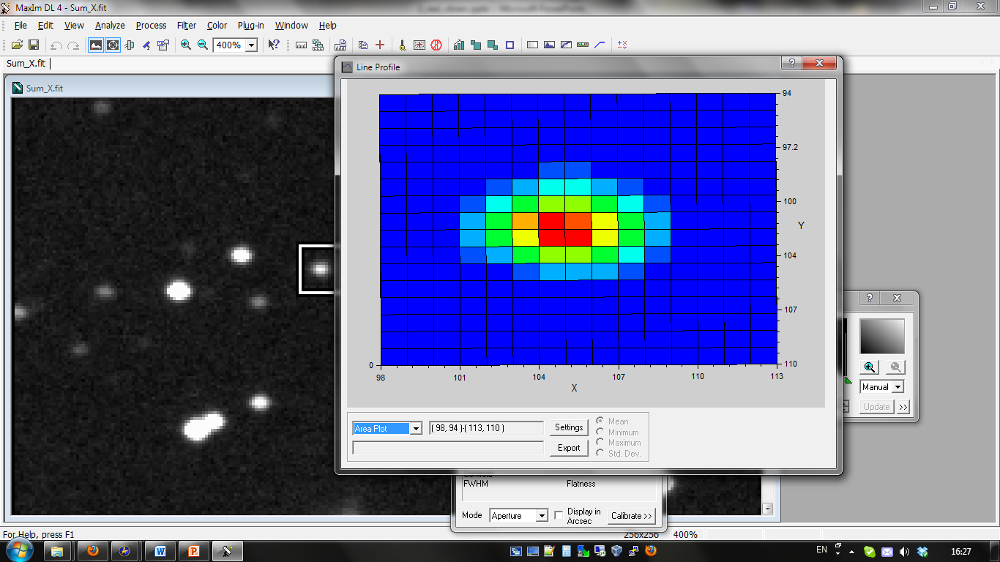 MaxIm DL 4 - Sum_X.fit
File Edit View Analyze Process Filter Color Plug-in Window Help
400%
Sum_X.fit
Sum_X.fit
Line Profile
94
97.2
100
Y
104
107
110
0
98 101 104 107 110 113
X
Area Plot ( 98, 94 )-( 113, 110 ) Settings
Export
Mean
Minimum
Maximum
Std. Dev.
Manual
Update >>
FWHM Flatness
Mode Aperture Display in Arcsec Calibrate >>
For Help, press F1 256x256 400%
EN 16:27